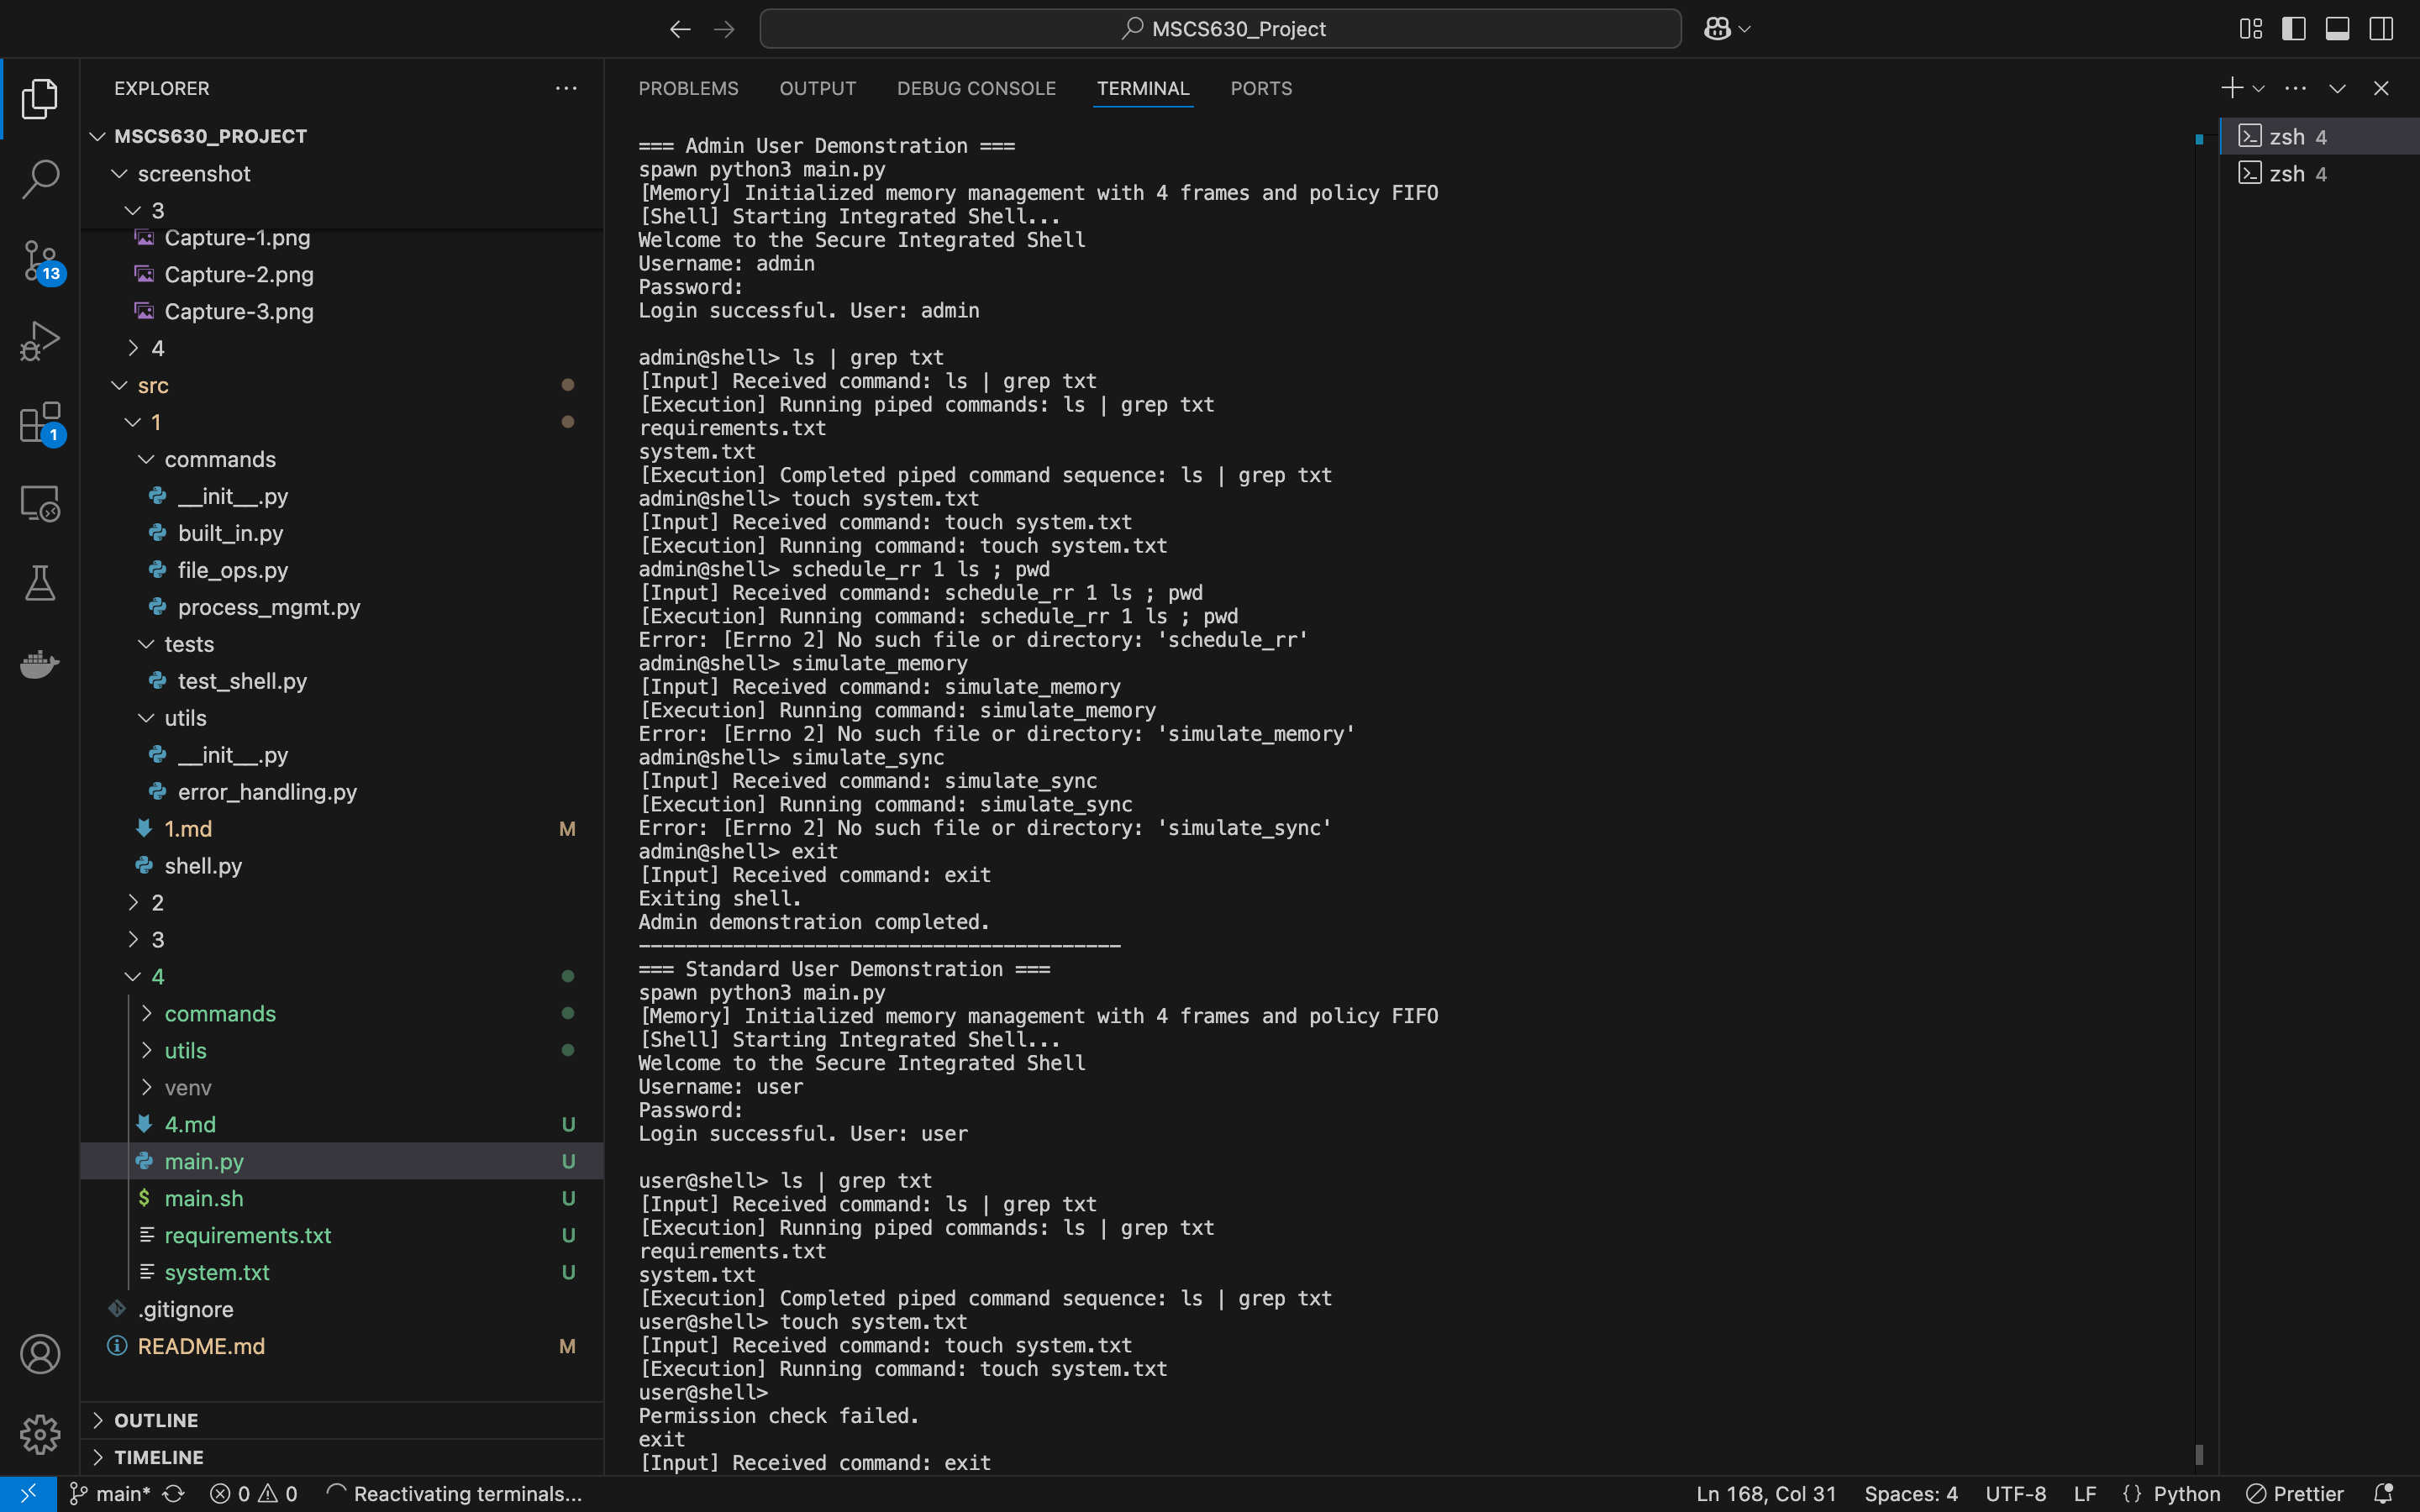 MSCS630_Project
EXPLORER
MSCS630_PROJECT
screenshot
3
Capture-1.png
Capture-2.png
Capture-3.png
4
src
1
commands
__init__.py
built_in.py
file_ops.py
process_mgmt.py
tests
test_shell.py
utils
__init__.py
error_handling.py
1.md M
shell.py
2
3
4
commands
utils
venv
4.md U
main.py U
main.sh U
requirements.txt U
system.txt U
.gitignore
README.md M
OUTLINE
TIMELINE
13
1
PROBLEMS OUTPUT DEBUG CONSOLE TERMINAL PORTS
=== Admin User Demonstration ===
spawn python3 main.py
[Memory] Initialized memory management with 4 frames and policy FIFO
[Shell] Starting Integrated Shell...
Welcome to the Secure Integrated Shell
Username: admin
Password:
Login successful. User: admin
admin@shell> ls | grep txt
[Input] Received command: ls | grep txt
[Execution] Running piped commands: ls | grep txt
requirements.txt
system.txt
[Execution] Completed piped command sequence: ls | grep txt
admin@shell> touch system.txt
[Input] Received command: touch system.txt
[Execution] Running command: touch system.txt
admin@shell> schedule_rr 1 ls ; pwd
[Input] Received command: schedule_rr 1 ls ; pwd
[Execution] Running command: schedule_rr 1 ls ; pwd
Error: [Errno 2] No such file or directory: 'schedule_rr'
admin@shell> simulate_memory
[Input] Received command: simulate_memory
[Execution] Running command: simulate_memory
Error: [Errno 2] No such file or directory: 'simulate_memory'
admin@shell> simulate_sync
[Input] Received command: simulate_sync
[Execution] Running command: simulate_sync
Error: [Errno 2] No such file or directory: 'simulate_sync'
admin@shell> exit
[Input] Received command: exit
Exiting shell.
Admin demonstration completed.
-----------------------------------------
=== Standard User Demonstration ===
spawn python3 main.py
[Memory] Initialized memory management with 4 frames and policy FIFO
[Shell] Starting Integrated Shell...
Welcome to the Secure Integrated Shell
Username: user
Password:
Login successful. User: user
user@shell> ls | grep txt
[Input] Received command: ls | grep txt
[Execution] Running piped commands: ls | grep txt
requirements.txt
system.txt
[Execution] Completed piped command sequence: ls | grep txt
user@shell> touch system.txt
[Input] Received command: touch system.txt
[Execution] Running command: touch system.txt
user@shell>
Permission check failed.
exit
[Input] Received command: exit
zsh 4
zsh 4
main* 0 0 Reactivating terminals... Ln 168, Col 31 Spaces: 4 UTF-8 LF {} Python Prettier